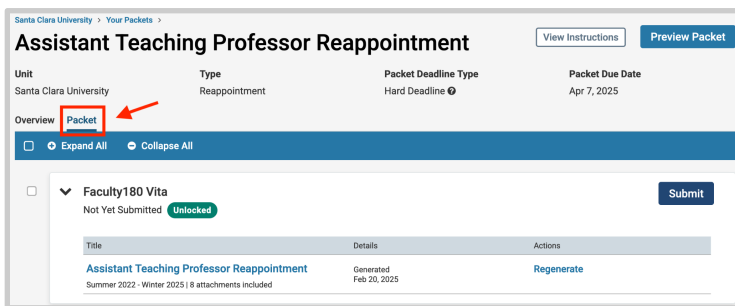 Santa Clara University > Your Packets >
Assistant Teaching Professor Reappointment
View Instructions
Preview Packet
Unit
Type
Packet Deadline Type
Packet Due Date
Santa Clara University
Reappointment
Hard Deadline
Apr 7, 2025
Overview Packet
Expand All Collapse All
Faculty180 Vita
Submit
Not Yet Submitted Unlocked
Title Details Actions
Assistant Teaching Professor Reappointment
Generated
Regenerate
Feb 20, 2025
Summer 2022 - Winter 2025 | 8 attachments included